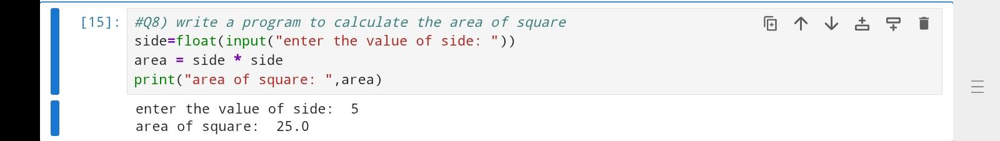 [15]: #Q8) write a program to calculate the area of square
side=float(input("enter the value of side: "))
area = side * side
print("area of square: ",area)
enter the value of side:  5
area of square:  25.0